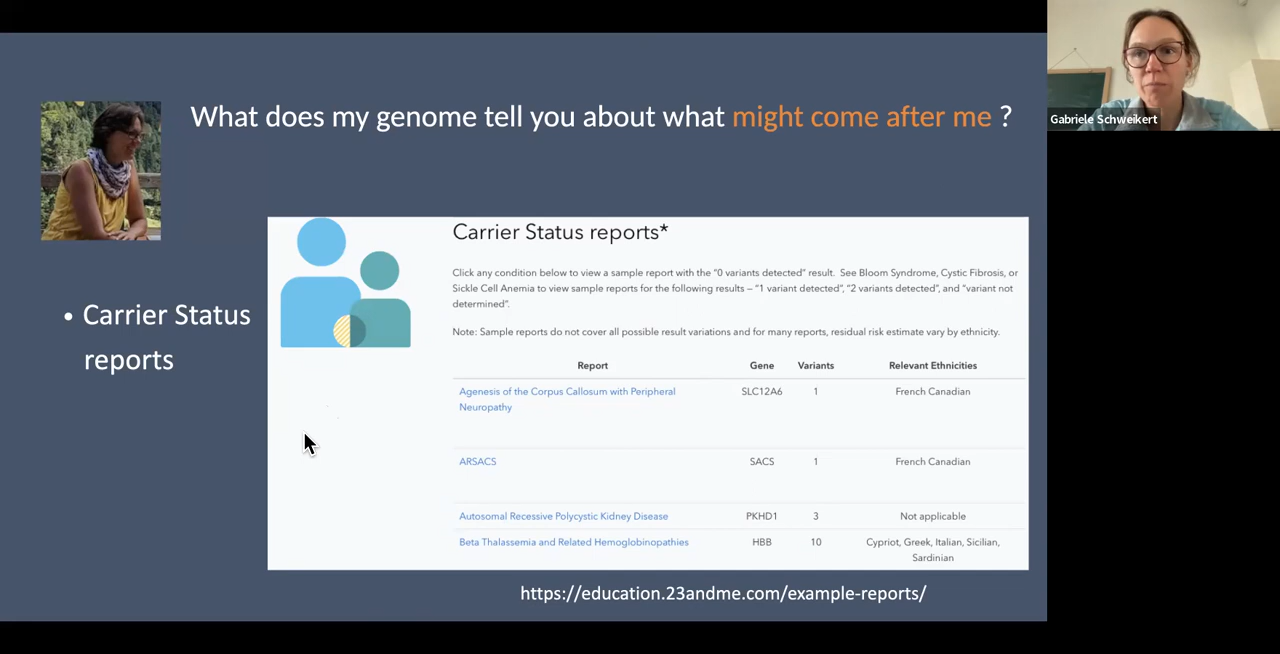 What does my genome tell you about what might come after me ?
Gabriele Schweikert
• Carrier Status
reports
Carrier Status reports*
Click any condition below to view a sample report with the "0 variants detected" result. See Bloom Syndrome, Cystic Fibrosis, or
Sickle Cell Anemia to view sample reports for the following results – "1 variant detected", "2 variants detected", and "variant not
determined".
Note: Sample reports do not cover all possible result variations and for many reports, residual risk estimate vary by ethnicity.
Report Gene Variants Relevant Ethnicities
Agenesis of the Corpus Callosum with Peripheral SLC12A6 1 French Canadian
Neuropathy
ARSACS SACS 1 French Canadian
Autosomal Recessive Polycystic Kidney Disease PKHD1 3 Not applicable
Beta Thalassemia and Related Hemoglobinopathies HBB 10 Cypriot, Greek, Italian, Sicilian,
Sardinian
https://education.23andme.com/example-reports/